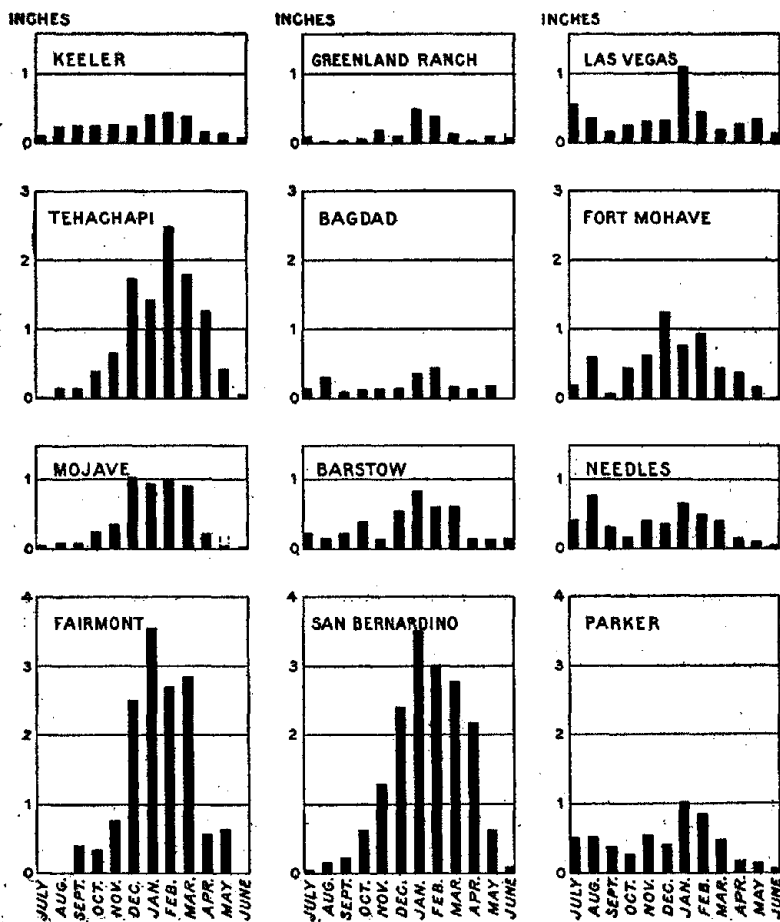 INCHES INCHES INCHES
KEELER GREENLAND RANCH LAS VEGAS
1 1 1
0 0 0
3 3 3
TEHACHAPI BAGDAD FORT MOHAVE
2 2 2
1 1 1
0 0 0
MOJAVE BARSTOW NEEDLES
1 1 1
0 0 0
4 4 4
FAIRMONT SAN BERNARDINO PARKER
3 3 3
2 2 2
1 1 1
0 0 0
JULY AUG. SEPT. OCT. NOV. DEC. JAN. FEB. MAR. APR. MAY JUNE JULY AUG. SEPT. OCT. NOV. DEC. JAN. FEB. MAR. APR. MAY JUNE JULY AUG. SEPT. OCT. NOV. DEC. JAN. FEB. MAR. APR. MAY JUNE